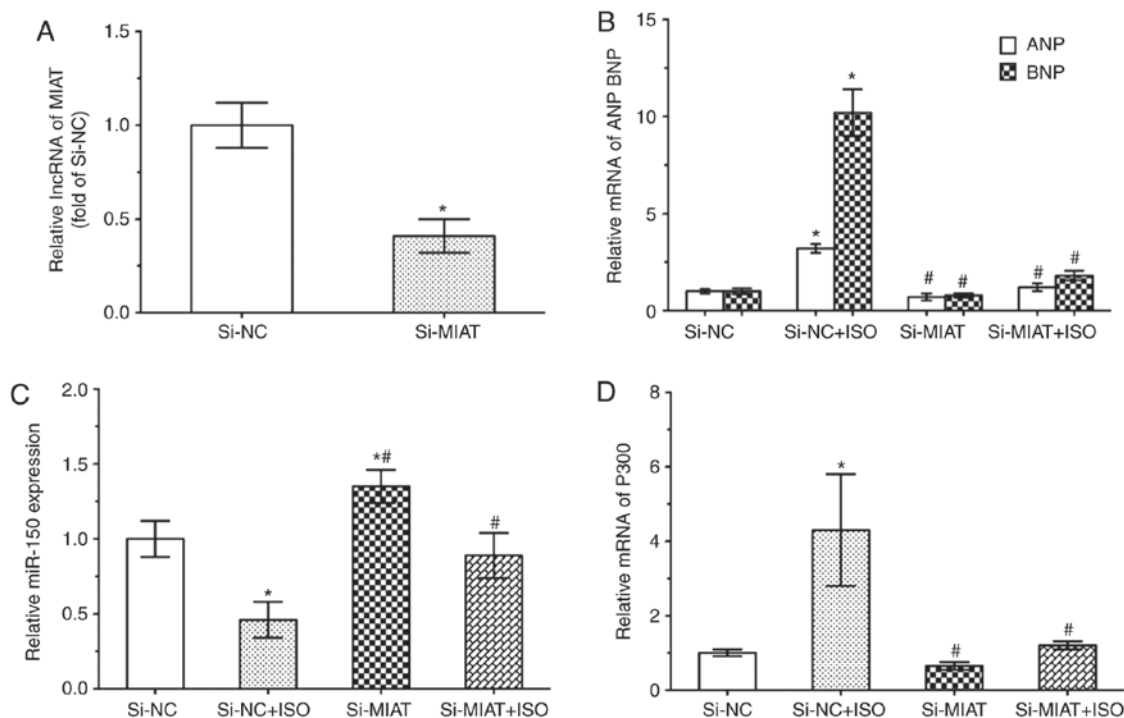 A
Relative lncRNA of MIAT
(fold of Si-NC)
1.5
1.0
0.5
0.0
*
Si-NC
Si-MIAT
B
Relative mRNA of ANP BNP
15
10
5
0
ANP
BNP
*
*
#
#
#
#
Si-NC
Si-NC+ISO
Si-MIAT
Si-MIAT+ISO
C
Relative miR-150 expression
2.0
1.5
1.0
0.5
0.0
*
*#
#
Si-NC
Si-NC+ISO
Si-MIAT
Si-MIAT+ISO
D
Relative mRNA of P300
8
6
4
2
0
*
#
#
Si-NC
Si-NC+ISO
Si-MIAT
Si-MIAT+ISO